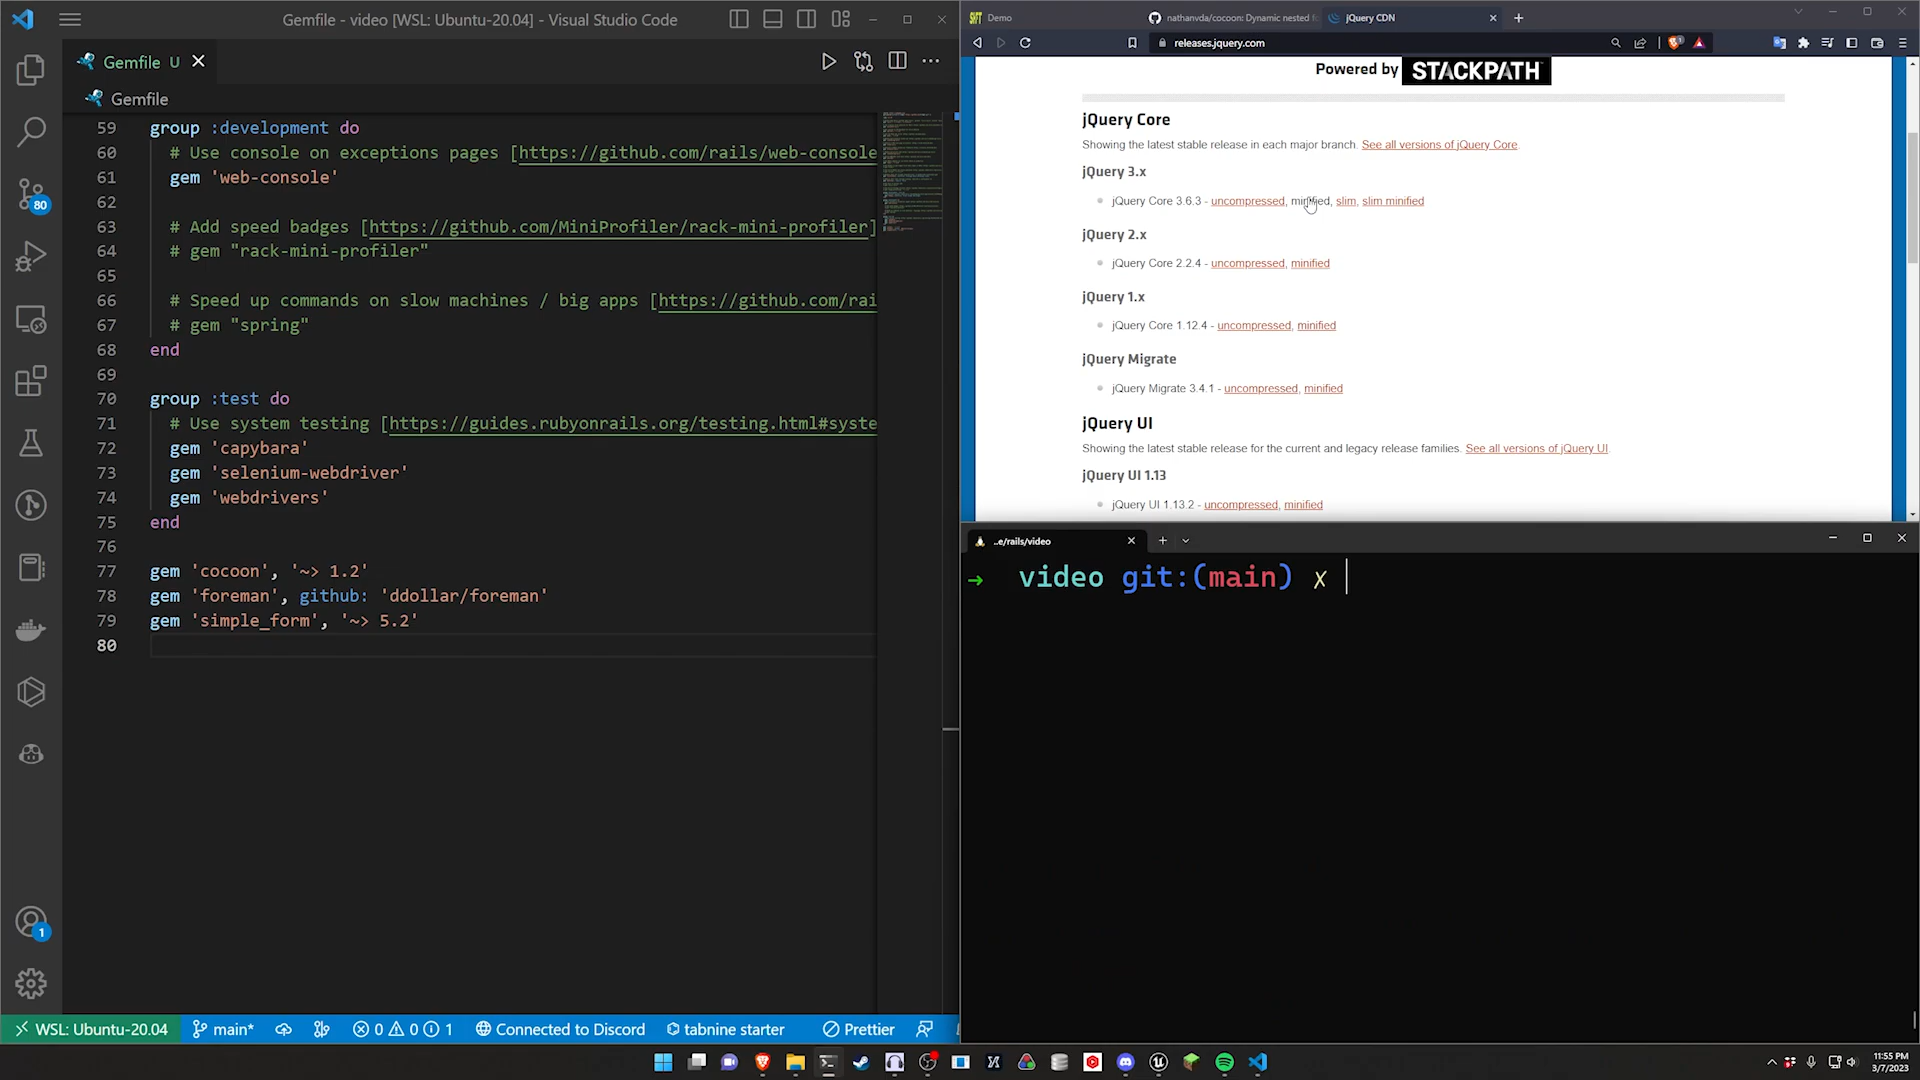 Gemfile - video [WSL: Ubuntu-20.04] - Visual Studio Code
Gemfile U
Gemfile
59 group :development do
60 # Use console on exceptions pages [https://github.com/rails/web-console
61 gem 'web-console'
62
63 # Add speed badges [https://github.com/MiniProfiler/rack-mini-profiler]
64 # gem "rack-mini-profiler"
65
66 # Speed up commands on slow machines / big apps [https://github.com/rai
67 # gem "spring"
68 end
69
70 group :test do
71 # Use system testing [https://guides.rubyonrails.org/testing.html#syste
72 gem 'capybara'
73 gem 'selenium-webdriver'
74 gem 'webdrivers'
75 end
76
77 gem 'cocoon', '~> 1.2'
78 gem 'foreman', github: 'ddollar/foreman'
79 gem 'simple_form', '~> 5.2'
80
80
1
WSL: Ubuntu-20.04 main* 0 0 1 Connected to Discord tabnine starter Prettier
Demo
nathanvda/cocoon: Dynamic nested f
jQuery CDN
releases.jquery.com
Powered by STACKPATH
jQuery Core
Showing the latest stable release in each major branch. See all versions of jQuery Core.
jQuery 3.x
jQuery Core 3.6.3 - uncompressed, minified, slim, slim minified
jQuery 2.x
jQuery Core 2.2.4 - uncompressed, minified
jQuery 1.x
jQuery Core 1.12.4 - uncompressed, minified
jQuery Migrate
jQuery Migrate 3.4.1 - uncompressed, minified
jQuery UI
Showing the latest stable release for the current and legacy release families. See all versions of jQuery UI.
jQuery UI 1.13
jQuery UI 1.13.2 - uncompressed, minified
..e/rails/video
→ video git:(main) ✗
11:55 PM
3/7/2023